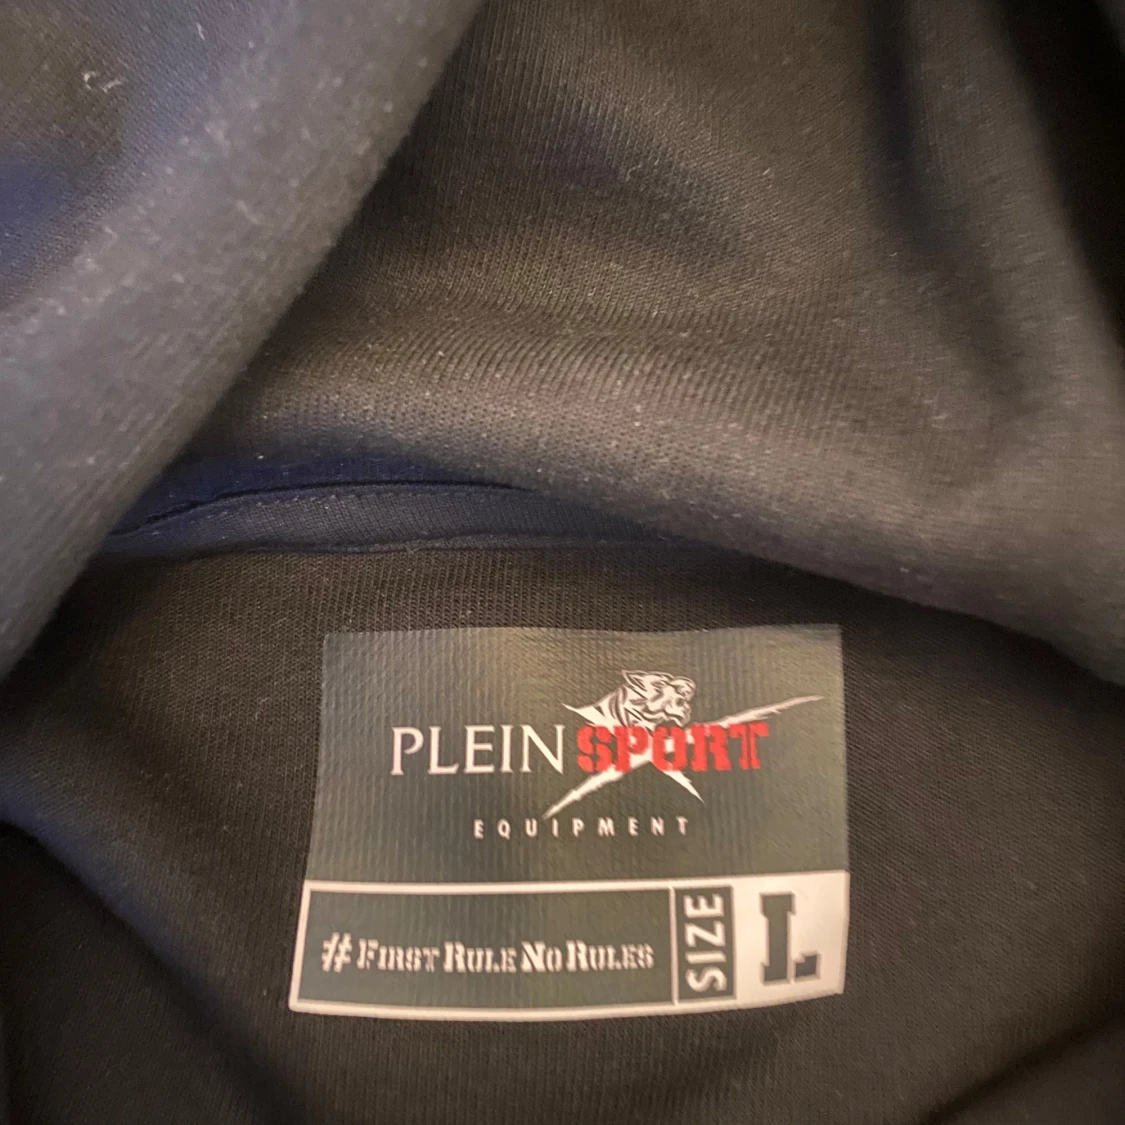 PLEIN SPORT
EQUIPMENT
#FIRSTRULENORULES
SIZE L